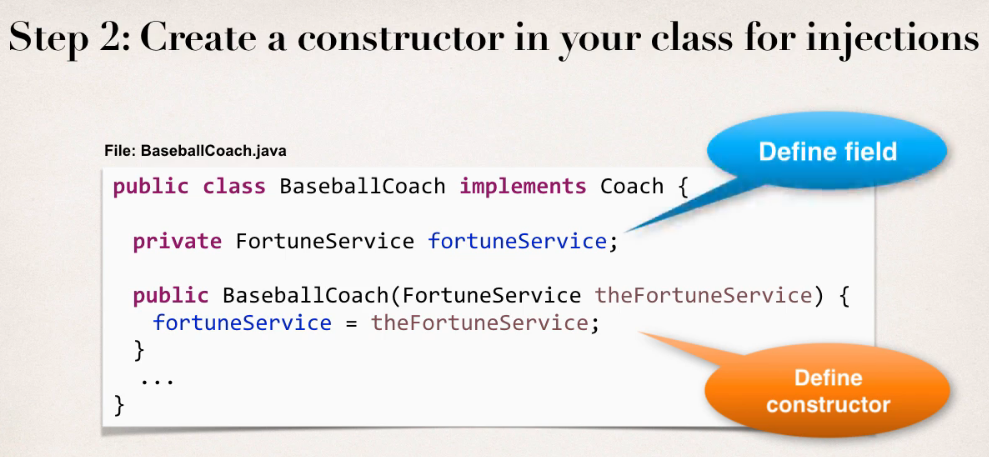 Step 2: Create a constructor in your class for injections
File: BaseballCoach.java
Define field
public class BaseballCoach implements Coach {
private FortuneService fortuneService;
public BaseballCoach(FortuneService theFortuneService) {
fortuneService = theFortuneService;
}
...
}
Define
constructor